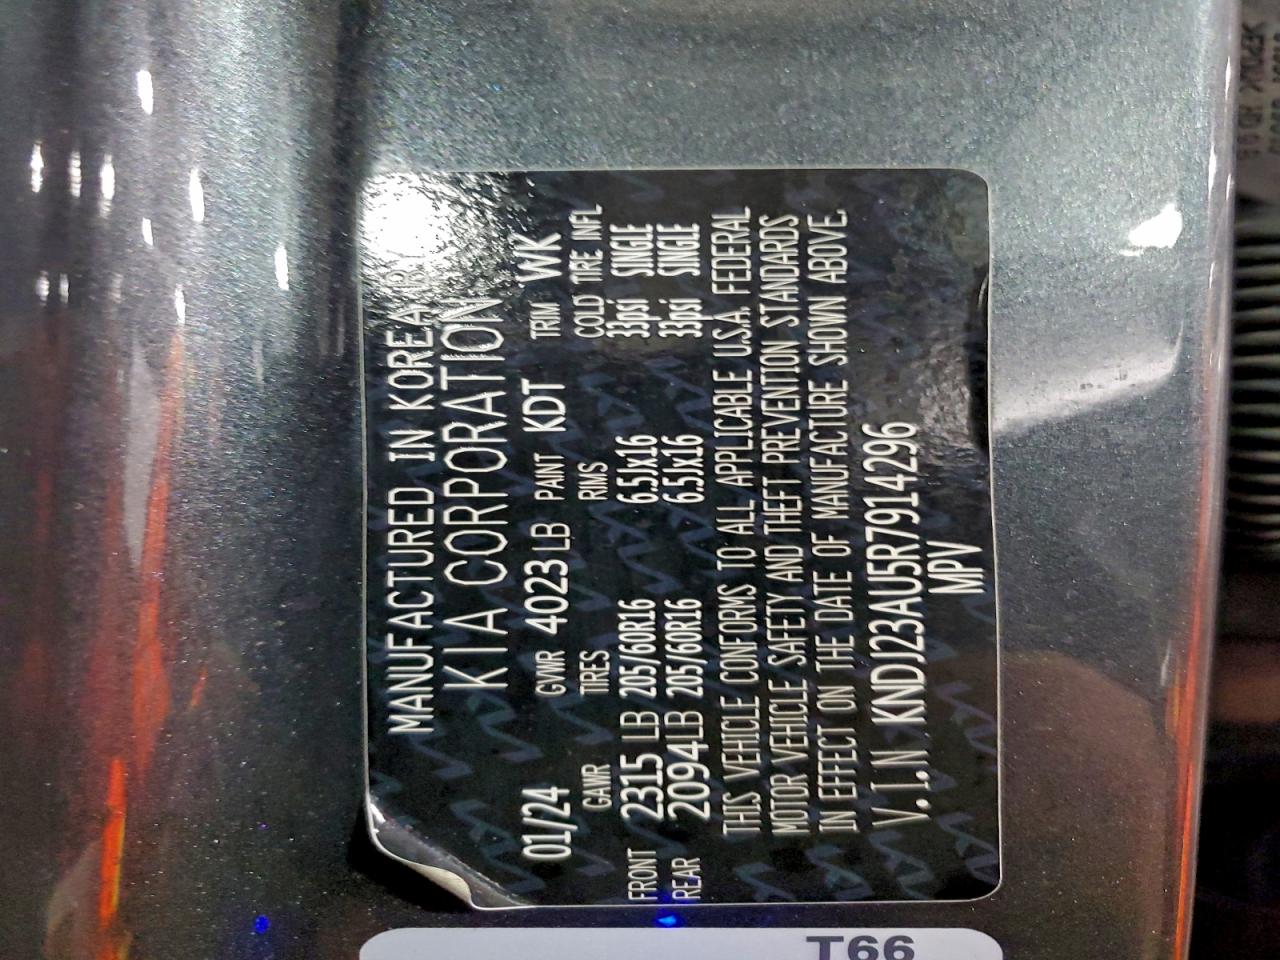 MANUFACTURED IN KOREA
KIA CORPORATION
01/24 GVWR 4023 LB PAINT KDT TRIM WK
GAWR TIRES RIMS COLD TIRE INFL
FRONT 2315 LB 205/60R16 6.5Jx16 33psi SINGLE
REAR 2094LB 205/60R16 6.5Jx16 33psi SINGLE
THIS VEHICLE CONFORMS TO ALL APPLICABLE U.S.A. FEDERAL
MOTOR VEHICLE SAFETY AND THEFT PREVENTION STANDARDS
IN EFFECT ON THE DATE OF MANUFACTURE SHOWN ABOVE.
V.I.N KNDJ23AU5R7914296
MPV
T66